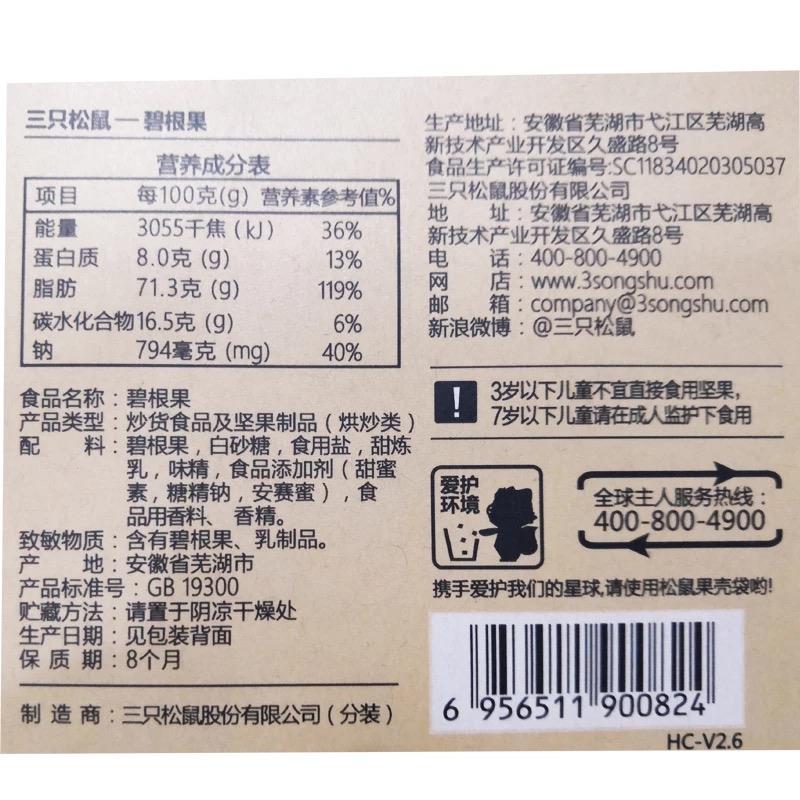 三只松鼠—碧根果
营养成分表
项目 每100克(g) 营养素参考值%
能量 3055千焦(kJ) 36%
蛋白质 8.0克 (g) 13%
脂肪 71.3克 (g) 119%
碳水化合物 16.5克 (g) 6%
钠 794毫克 (mg) 40%
食品名称：碧根果
产品类型：炒货食品及坚果制品（烘炒类）
配 料：碧根果，白砂糖，食用盐，甜炼
乳，味精，食品添加剂（甜蜜
素，糖精钠，安赛蜜），食
品用香料、香精。
致敏物质：含有碧根果、乳制品。
产 地：安徽省芜湖市
产品标准号：GB 19300
贮藏方法：请置于阴凉干燥处
生产日期：见包装背面
保 质 期：8个月
制 造 商：三只松鼠股份有限公司（分装）
生产地址：安徽省芜湖市弋江区芜湖高
新技术产业开发区久盛路8号
食品生产许可证编号:SC11834020305037
三只松鼠股份有限公司
地 址：安徽省芜湖市弋江区芜湖高
新技术产业开发区久盛路8号
电 话：400-800-4900
网 店：www.3songshu.com
邮 箱：company@3songshu.com
新浪微博：@三只松鼠
! 3岁以下儿童不宜直接食用坚果，
7岁以下儿童请在成人监护下食用
爱护
环境
全球主人服务热线：
400-800-4900
携手爱护我们的星球,请使用松鼠果壳袋哟!
6 956511 900824
HC-V2.6